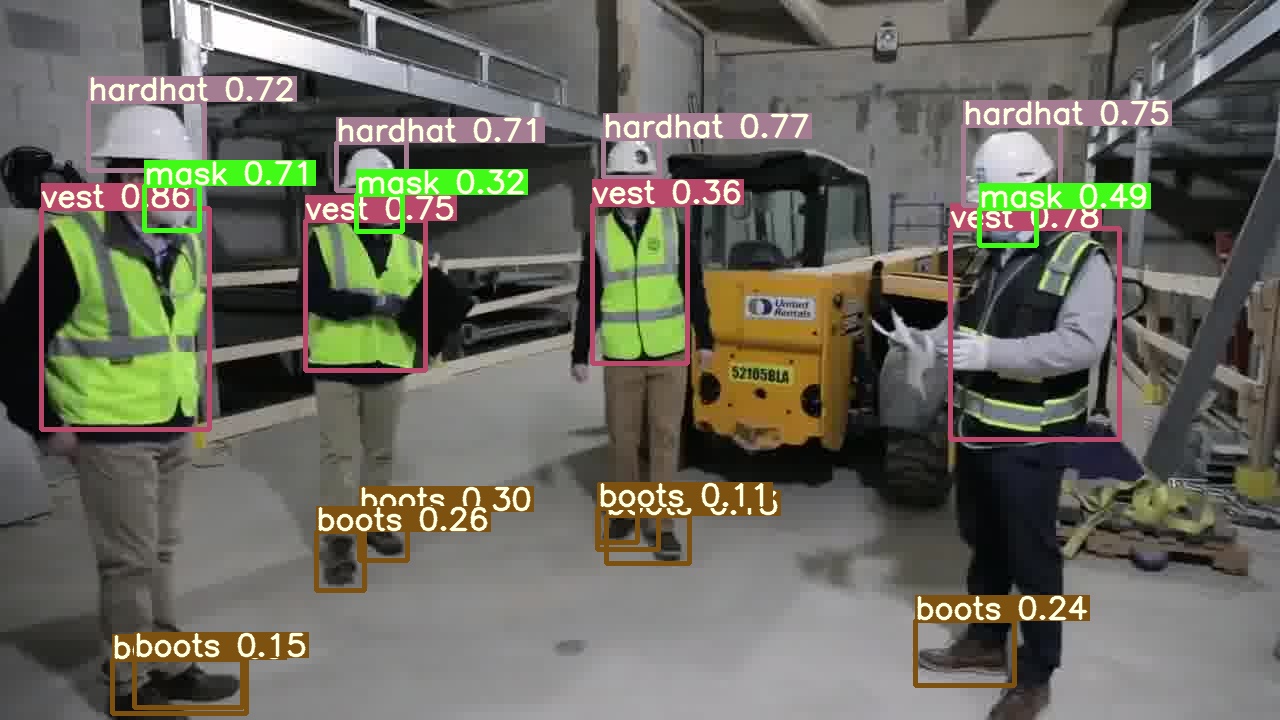 hardhat 0.72
hardhat 0.71
hardhat 0.77
hardhat 0.75
mask 0.71
mask 0.32
mask 0.49
vest 0.86
vest 0.75
vest 0.36
vest 0.78
United
Rentals
52105BLA
boots 0.30
boots 0.26
boots 0.11
boots 0.24
boots 0.15